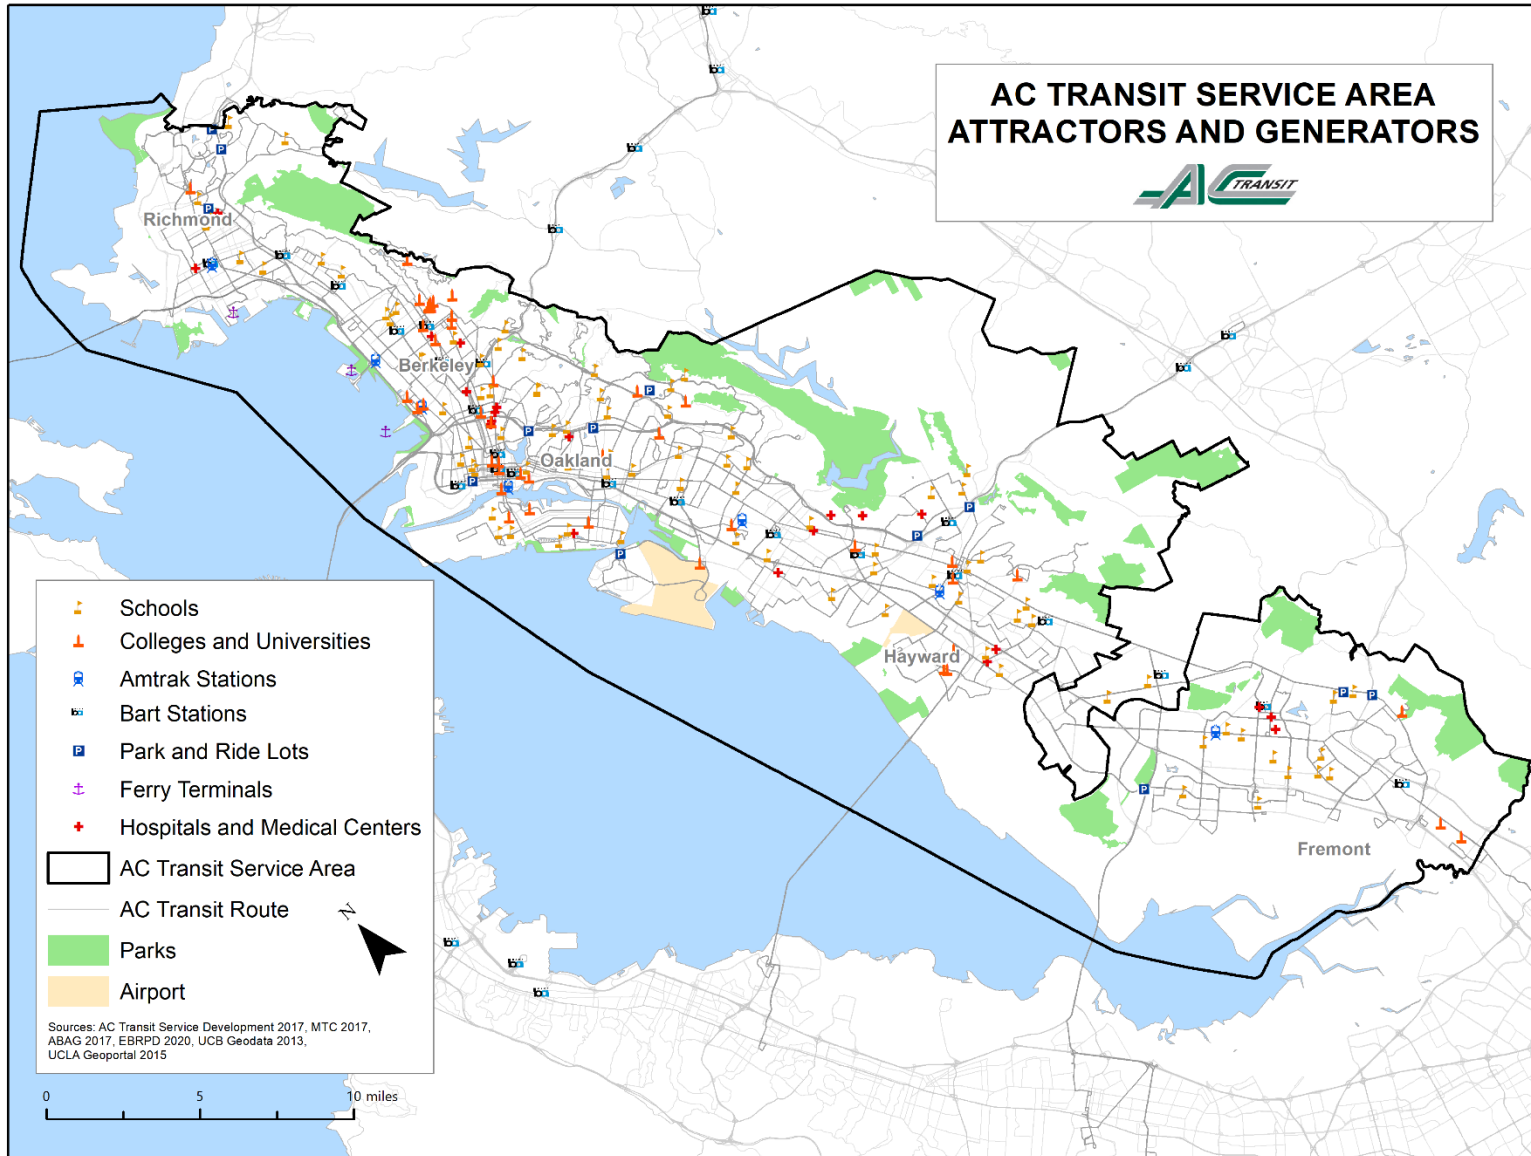 AC TRANSIT SERVICE AREA
ATTRACTORS AND GENERATORS
AC TRANSIT
Richmond
Berkeley
Oakland
Hayward
Fremont
Schools
Colleges and Universities
Amtrak Stations
Bart Stations
Park and Ride Lots
Ferry Terminals
Hospitals and Medical Centers
AC Transit Service Area
AC Transit Route
N
Parks
Airport
Sources: AC Transit Service Development 2017, MTC 2017,
ABAG 2017, EBRPD 2020, UCB Geodata 2013,
UCLA Geoportal 2015
0 5 10 miles